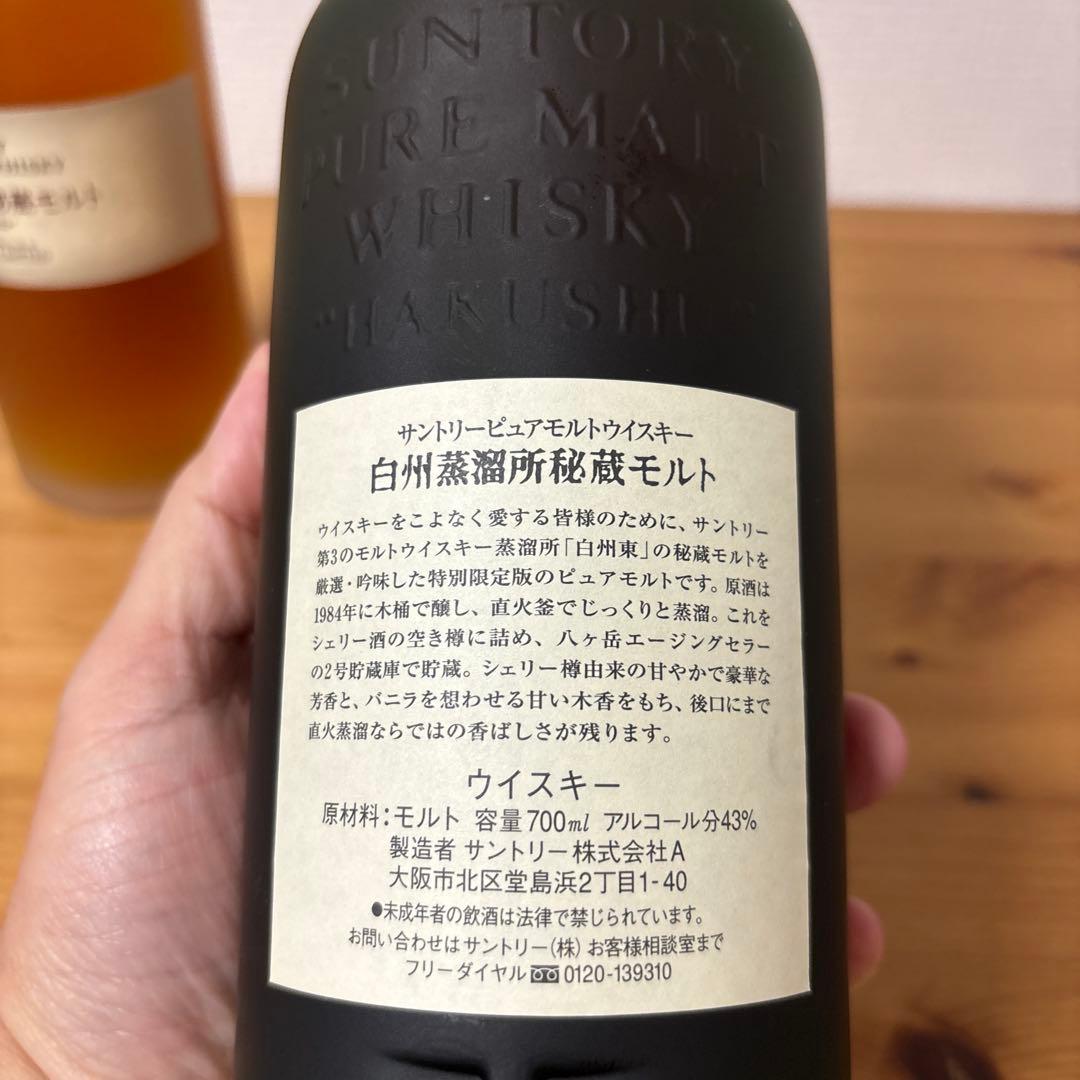 SUNTORY
PURE MALT
WHISKY
"HAKUSHU"
サントリーピュアモルトウイスキー
白州蒸溜所秘蔵モルト
ウイスキーをこよなく愛する皆様のために、サントリー
第3のモルトウイスキー蒸溜所「白州東」の秘蔵モルトを
厳選・吟味した特別限定版のピュアモルトです。原酒は
1984年に木桶で醸し、直火釜でじっくりと蒸溜。これを
シェリー酒の空き樽に詰め、八ヶ岳エージングセラー
の2号貯蔵庫で貯蔵。シェリー樽由来の甘やかで豪華な
芳香と、バニラを想わせる甘い木香をもち、後口にまで
直火蒸溜ならではの香ばしさが残ります。
ウイスキー
原材料:モルト 容量700ml アルコール分43%
製造者 サントリー株式会社A
大阪市北区堂島浜2丁目1-40
●未成年者の飲酒は法律で禁じられています。
お問い合わせはサントリー(株)お客様相談室まで
フリーダイヤル 0120-139310
WHISKY
モルト